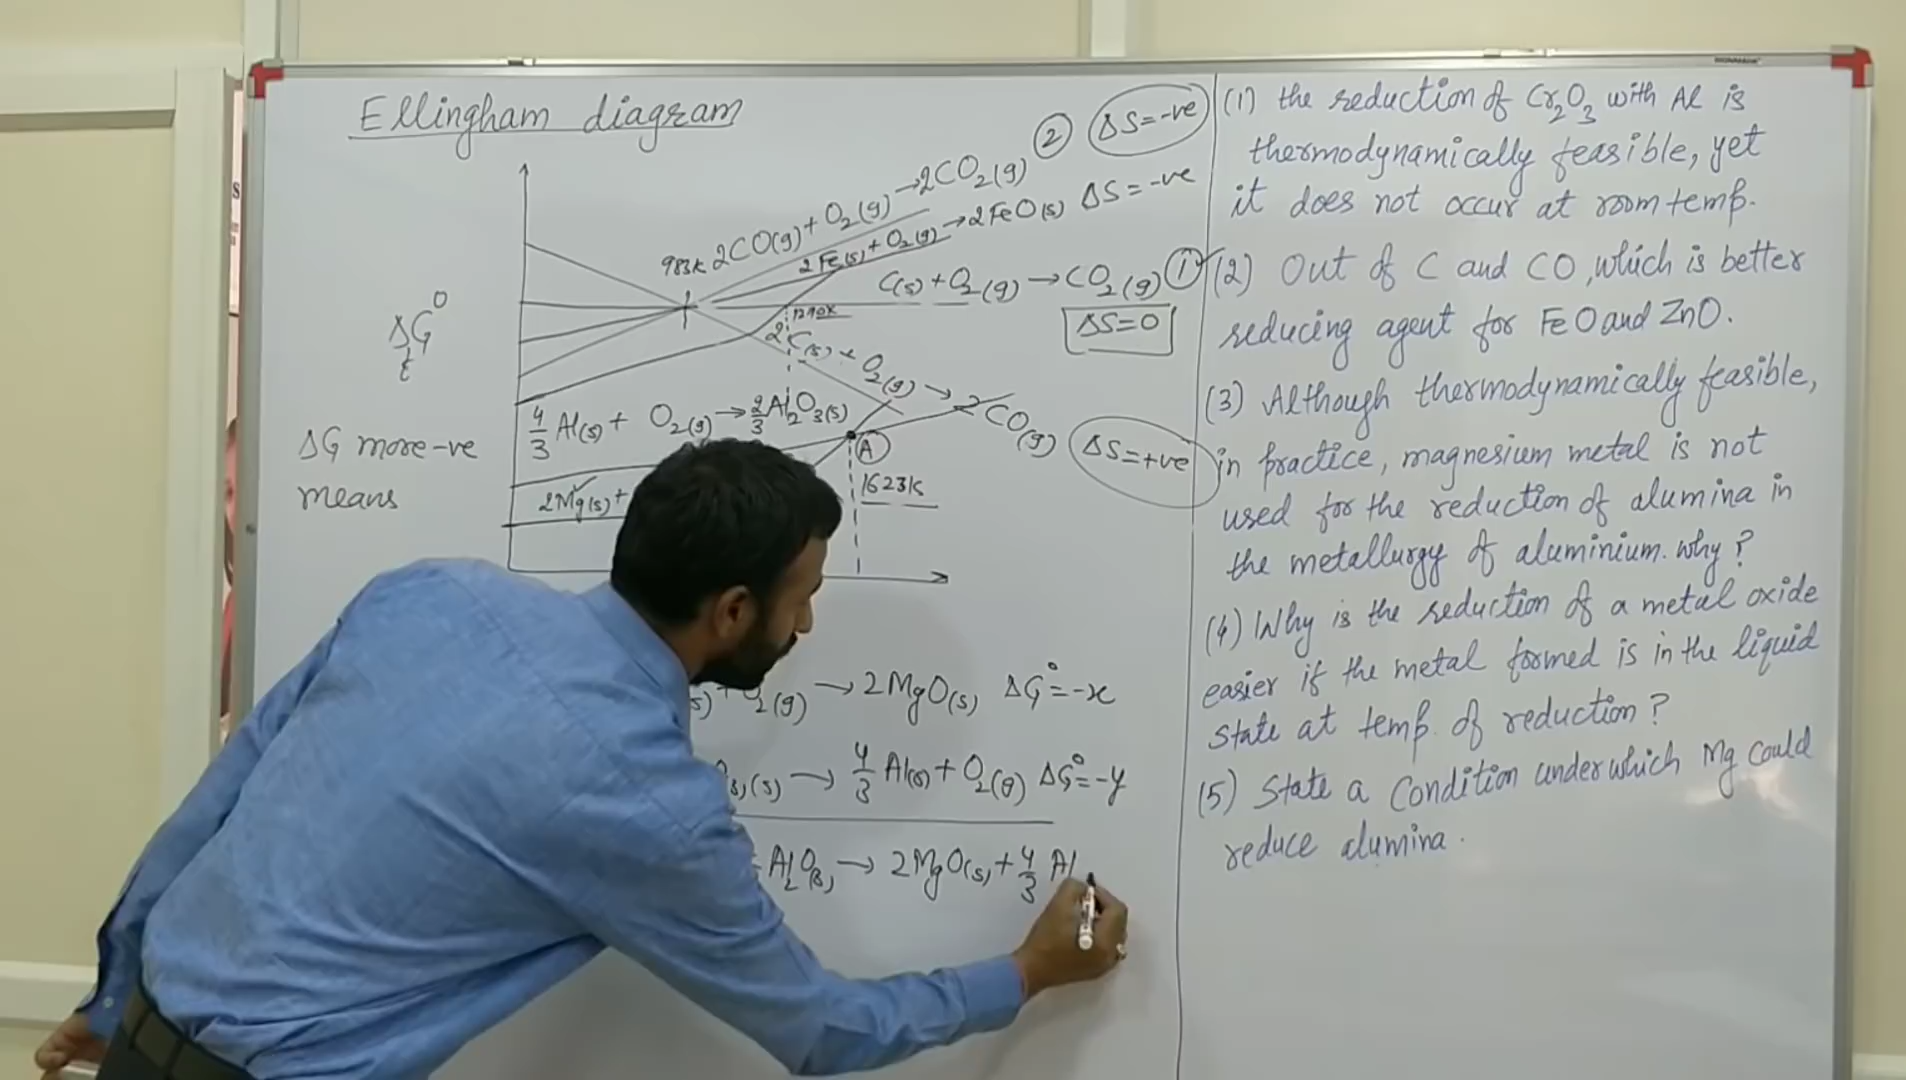 Ellingham diagram
② ΔS=-ve
2CO(g)+O₂(g)→2CO₂(g)
983K
2Fe(s)+O₂(g)→2FeO(s) ΔS=-ve
C(s)+O₂(g)→CO₂(g) ①
ΔS=0
1290K
ΔG⁰
2C(s)+O₂(g)→2CO(g)
ΔS=+ve
4/3 Al(s)+ O₂(g)→2/3 Al₂O₃(s)
A
1623K
2Mg(s)+
ΔG more-ve
means
s)+O₂(g) → 2MgO(s) ΔG°=-x
(s) → 4/3 Al(s)+O₂(g) ΔG°=-y
Al₂O₃(s) → 2MgO(s)+4/3 Al
(1) the reduction of Cr₂O₃ with Al is
thermodynamically feasible, yet
it does not occur at room temp.
(2) Out of C and CO, which is better
reducing agent for FeO and ZnO.
(3) Although thermodynamically feasible,
in practice, magnesium metal is not
used for the reduction of alumina in
the metallurgy of aluminium. why?
(4) Why is the reduction of a metal oxide
easier if the metal formed is in the liquid
state at temp. of reduction?
(5) State a Condition under which Mg could
reduce alumina.